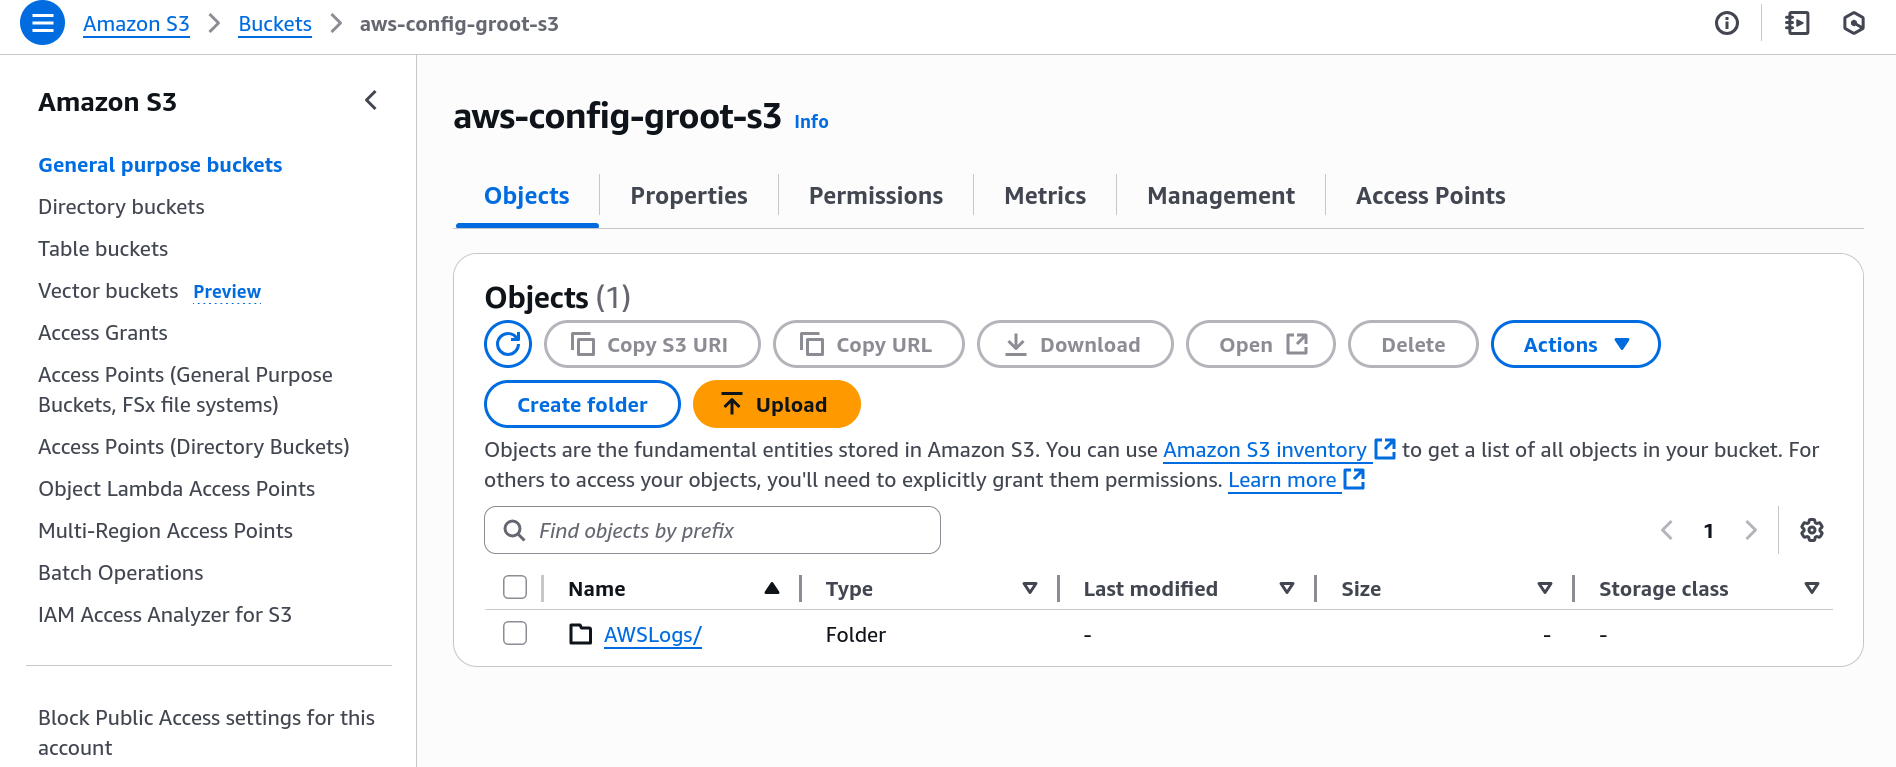 Amazon S3 > Buckets > aws-config-groot-s3
Amazon S3
General purpose buckets
Directory buckets
Table buckets
Vector buckets Preview
Access Grants
Access Points (General Purpose
Buckets, FSx file systems)
Access Points (Directory Buckets)
Object Lambda Access Points
Multi-Region Access Points
Batch Operations
IAM Access Analyzer for S3
Block Public Access settings for this
account
aws-config-groot-s3 Info
Objects Properties Permissions Metrics Management Access Points
Objects (1)
Copy S3 URI Copy URL Download Open Delete Actions
Create folder Upload
Objects are the fundamental entities stored in Amazon S3. You can use Amazon S3 inventory to get a list of all objects in your bucket. For
others to access your objects, you'll need to explicitly grant them permissions. Learn more
Find objects by prefix
1
Name Type Last modified Size Storage class
AWSLogs/ Folder - - -